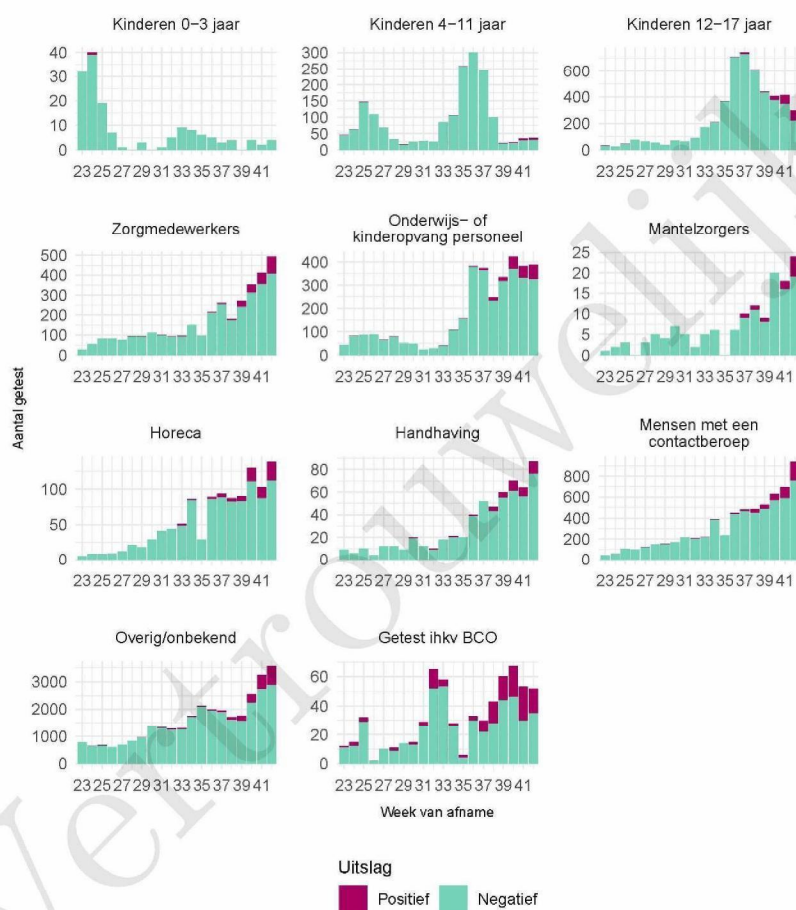 Kinderen 0−3 jaar
Kinderen 4−11 jaar
Kinderen 12−17 jaar
40
30
20
10
0
23 25 27 29 31 33 35 37 39 41
300
250
200
150
100
50
0
23 25 27 29 31 33 35 37 39 41
600
400
200
0
23 25 27 29 31 33 35 37 39 41
Zorgmedewerkers
Onderwijs− of
kinderopvang personeel
Mantelzorgers
500
400
300
200
100
0
23 25 27 29 31 33 35 37 39 41
400
300
200
100
0
23 25 27 29 31 33 35 37 39 41
25
20
15
10
5
0
23 25 27 29 31 33 35 37 39 41
Aantal getest
Horeca
Handhaving
Mensen met een
contactberoep
100
50
0
23 25 27 29 31 33 35 37 39 41
80
60
40
20
0
23 25 27 29 31 33 35 37 39 41
800
600
400
200
0
23 25 27 29 31 33 35 37 39 41
Overig/onbekend
Getest ihkv BCO
3000
2000
1000
0
23 25 27 29 31 33 35 37 39 41
60
40
20
0
23 25 27 29 31 33 35 37 39 41
Week van afname
Uitslag
Positief
Negatief
Vertrouwelijk